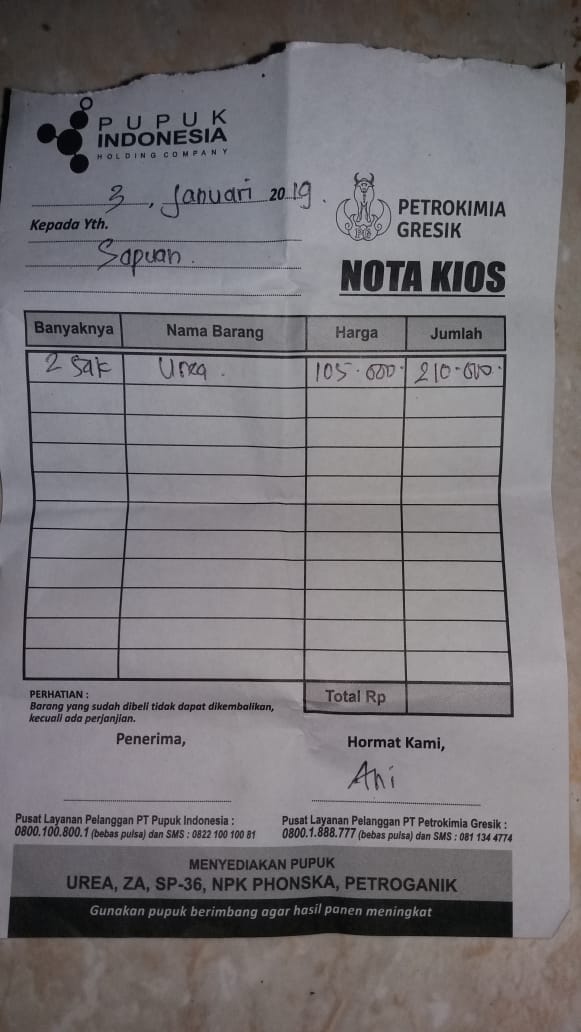 PUPUK
INDONESIA
HOLDING COMPANY
3, Januari 2019.
Kepada Yth.
Sapuan.
PG
PETROKIMIA
GRESIK
NOTA KIOS
Banyaknya Nama Barang Harga Jumlah
2 Sak Urea. 105.000. 210.000.
Total Rp
PERHATIAN :
Barang yang sudah dibeli tidak dapat dikembalikan,
kecuali ada perjanjian.
Penerima, Hormat Kami,
Ani
Pusat Layanan Pelanggan PT Pupuk Indonesia :
0800.100.800.1 (bebas pulsa) dan SMS : 0822 100 100 81
Pusat Layanan Pelanggan PT Petrokimia Gresik :
0800.1.888.777 (bebas pulsa) dan SMS : 081 134 4774
MENYEDIAKAN PUPUK
UREA, ZA, SP-36, NPK PHONSKA, PETROGANIK
Gunakan pupuk berimbang agar hasil panen meningkat